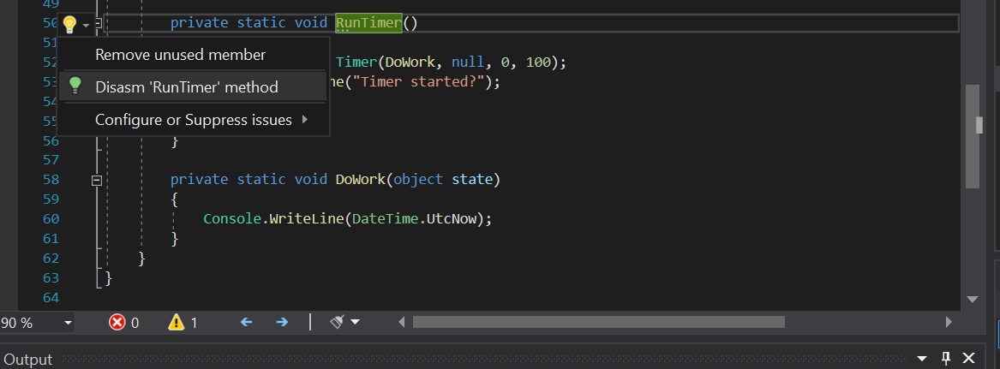 49
50 private static void RunTimer()
51
Remove unused member
52 Timer(DoWork, null, 0, 100);
53 ne("Timer started?");
Disasm 'RunTimer' method
54
55
Configure or Suppress issues
56 }
57
58 private static void DoWork(object state)
59 {
60 Console.WriteLine(DateTime.UtcNow);
61 }
62 }
63 }
64
90 % 0 1
Output